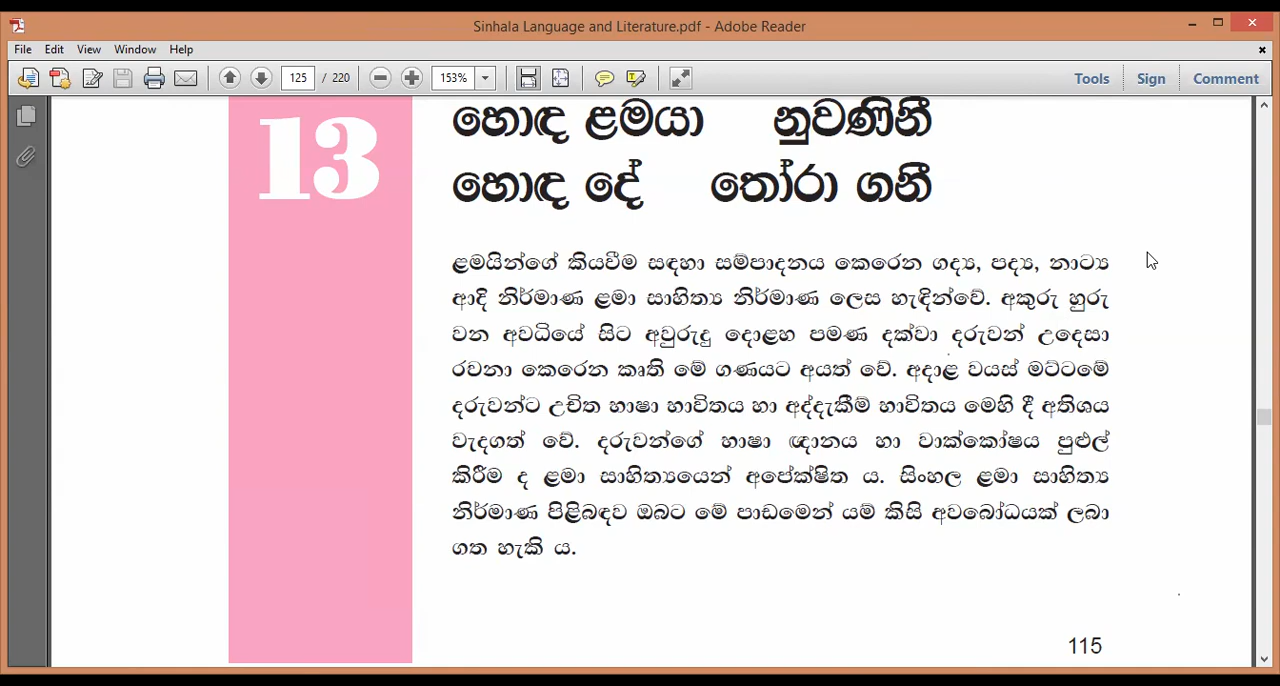 Sinhala Language and Literature.pdf - Adobe Reader
File Edit View Window Help
125 / 220 153% Tools Sign Comment
13
හොඳ ළමයා නුවණිනී
හොඳ දේ තෝරා ගනී
ළමයින්ගේ කියවීම සඳහා සම්පාදනය කෙරෙන ගද්‍ය, පද්‍ය, නාට්‍ය
ආදි නිර්මාණ ළමා සාහිත්‍ය නිර්මාණ ලෙස හැඳින්වේ. අකුරු හුරු
වන අවධියේ සිට අවුරුදු දොළහ පමණ දක්වා දරුවන් උදෙසා
රචනා කෙරෙන කෘති මේ ගණයට අයත් වේ. අදාළ වයස් මට්ටමේ
දරුවන්ට උචිත භාෂා භාවිතය හා අද්දැකීම් භාවිතය මෙහි දී අතිශය
වැදගත් වේ. දරුවන්ගේ භාෂා ඥානය හා වාක්කෝෂය පුළුල්
කිරීම ද ළමා සාහිත්‍යයෙන් අපේක්ෂිත ය. සිංහල ළමා සාහිත්‍ය
නිර්මාණ පිළිබඳව ඔබට මේ පාඩමෙන් යම් කිසි අවබෝධයක් ලබා
ගත හැකි ය.
115